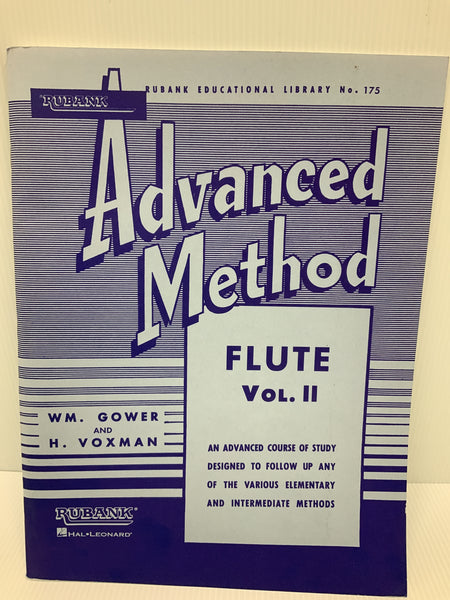 RUBANK EDUCATIONAL LIBRARY No. 175
RUBANK
Advanced
Method
FLUTE
VOL. II
WM. GOWER
AND
H. VOXMAN
AN ADVANCED COURSE OF STUDY
DESIGNED TO FOLLOW UP ANY
OF THE VARIOUS ELEMENTARY
AND INTERMEDIATE METHODS
RUBANK®
HAL•LEONARD®